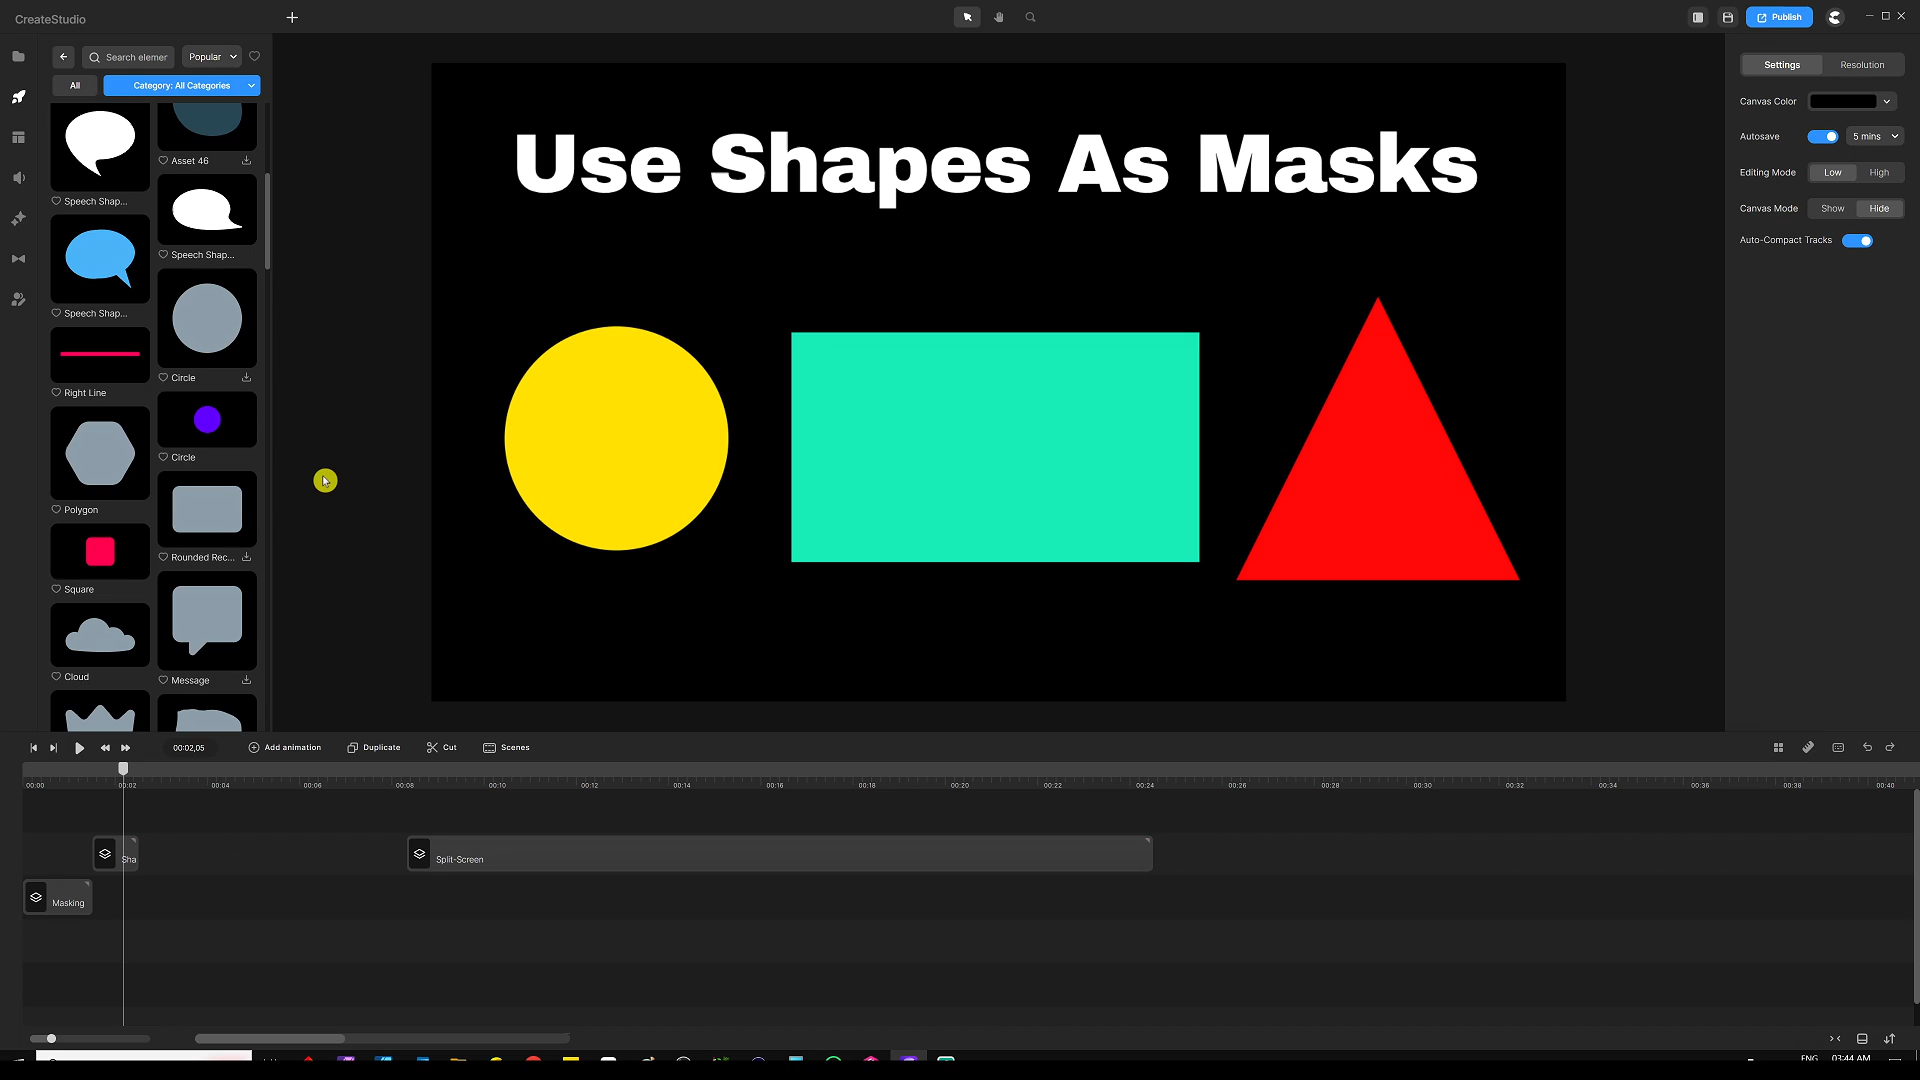 CreateStudio
Publish
Search elemer
Popular
Settings
Resolution
All
Category: All Categories
Canvas Color
Autosave
5 mins
Editing Mode
Low
High
Canvas Mode
Show
Hide
Auto-Compact Tracks
Use Shapes As Masks
Asset 46
Speech Shap...
Speech Shap...
Speech Shap...
Circle
Right Line
Circle
Polygon
Rounded Rec...
Square
Cloud
Message
00:02,05
Add animation
Duplicate
Cut
Scenes
00:00 00:02 00:04 00:06 00:08 00:10 00:12 00:14 00:16 00:18 00:20 00:22 00:24 00:26 00:28 00:30 00:32 00:34 00:36 00:38 00:40
Sha
Split-Screen
Masking
ENG
03:44 AM